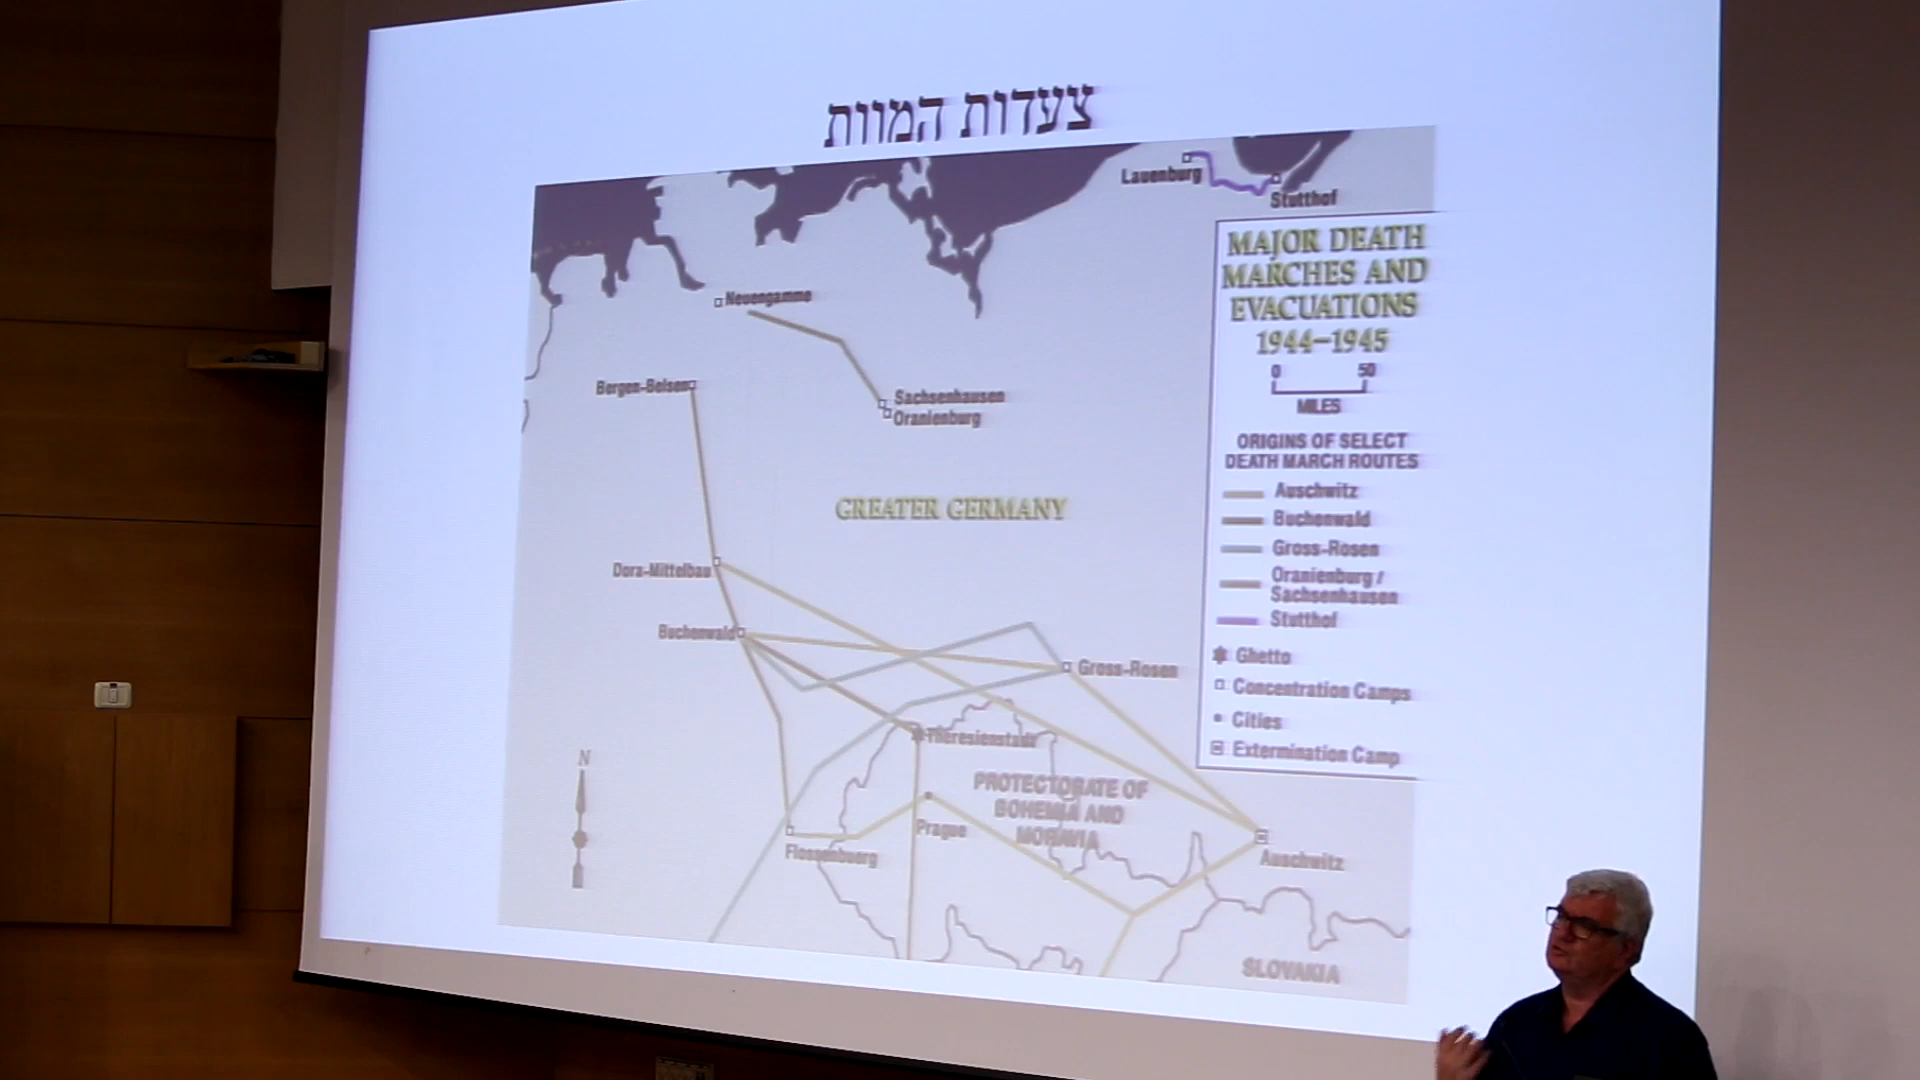 צעדות המוות
Lauenburg
Stutthof
MAJOR DEATH
MARCHES AND
EVACUATIONS
1944–1945
0 50
MILES
Neuengamme
Bergen-Belsen
Sachsenhausen
Oranienburg
ORIGINS OF SELECT
DEATH MARCH ROUTES
Auschwitz
Buchenwald
Gross-Rosen
Oranienburg /
Sachsenhausen
Stutthof
Ghetto
Concentration Camps
Cities
Extermination Camp
GREATER GERMANY
Dora-Mittelbau
Buchenwald
Gross-Rosen
Theresienstadt
PROTECTORATE OF
BOHEMIA AND
MORAVIA
N
Prague
Flossenbuerg
Auschwitz
SLOVAKIA